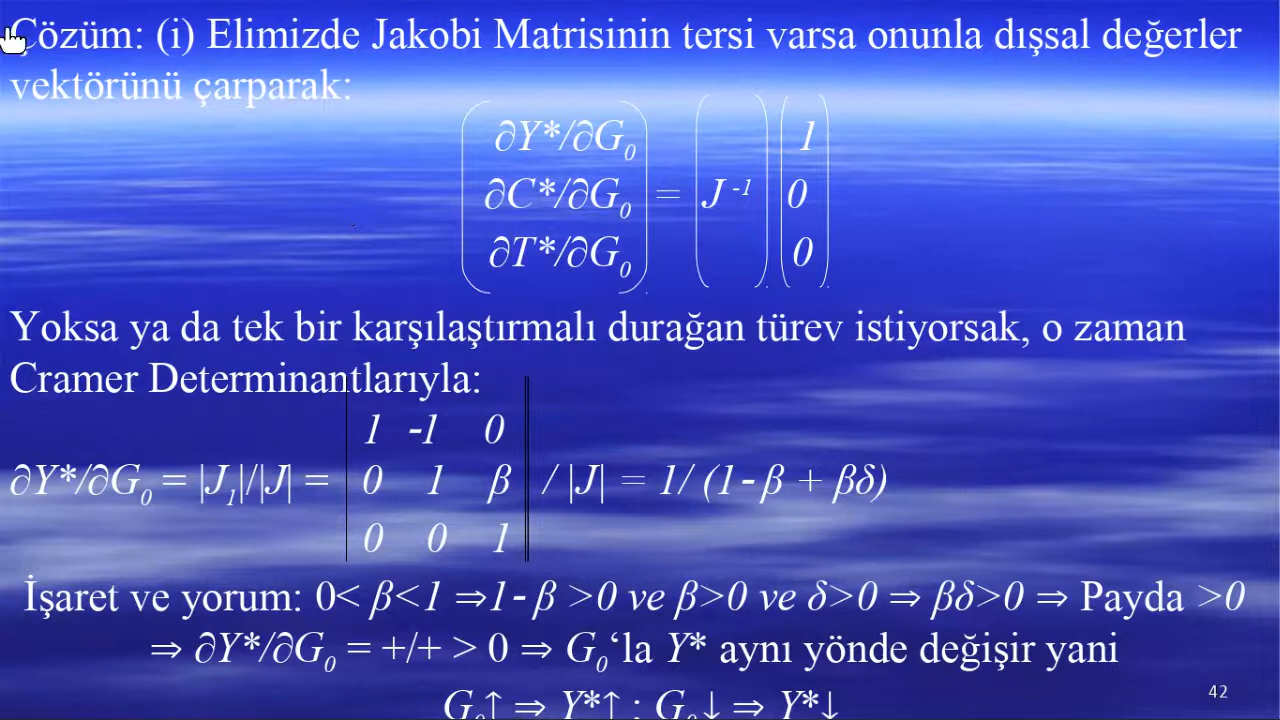 Çözüm: (i) Elimizde Jakobi Matrisinin tersi varsa onunla dışsal değerler
vektörünü çarparak:
∂Y*/∂G₀ 1
∂C*/∂G₀ = J ⁻¹ 0
∂T*/∂G₀ 0
Yoksa ya da tek bir karşılaştırmalı durağan türev istiyorsak, o zaman
Cramer Determinantlarıyla:
1 -1 0
∂Y*/∂G₀ = |J₁|/|J| = 0 1 β / |J| = 1/ (1- β + βδ)
0 0 1
İşaret ve yorum: 0< β<1 ⇒1- β >0 ve β>0 ve δ>0 ⇒ βδ>0 ⇒ Payda >0
⇒ ∂Y*/∂G₀ = +/+ > 0 ⇒ G₀‘la Y* aynı yönde değişir yani
G₀↑ ⇒ Y*↑ ; G₀↓ ⇒ Y*↓
42